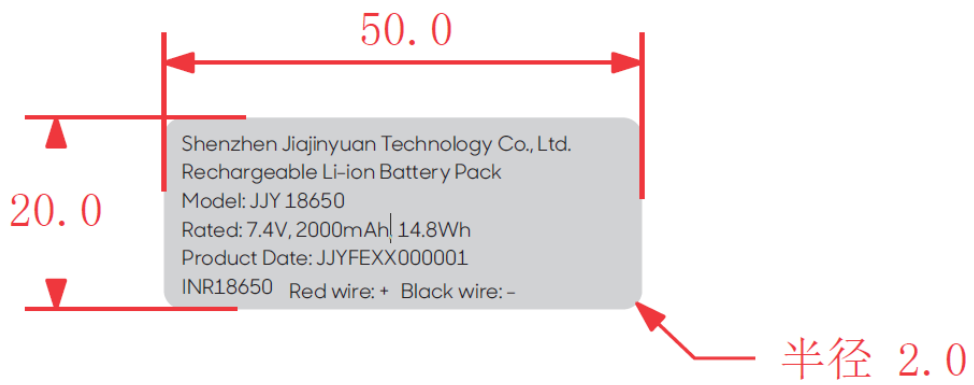 50.0
20.0
Shenzhen Jiajinyuan Technology Co., Ltd.
Rechargeable Li-ion Battery Pack
Model: JJY 18650
Rated: 7.4V, 2000mAh 14.8Wh
Product Date: JJYFEXX000001
INR18650 Red wire: + Black wire: -
半径 2.0